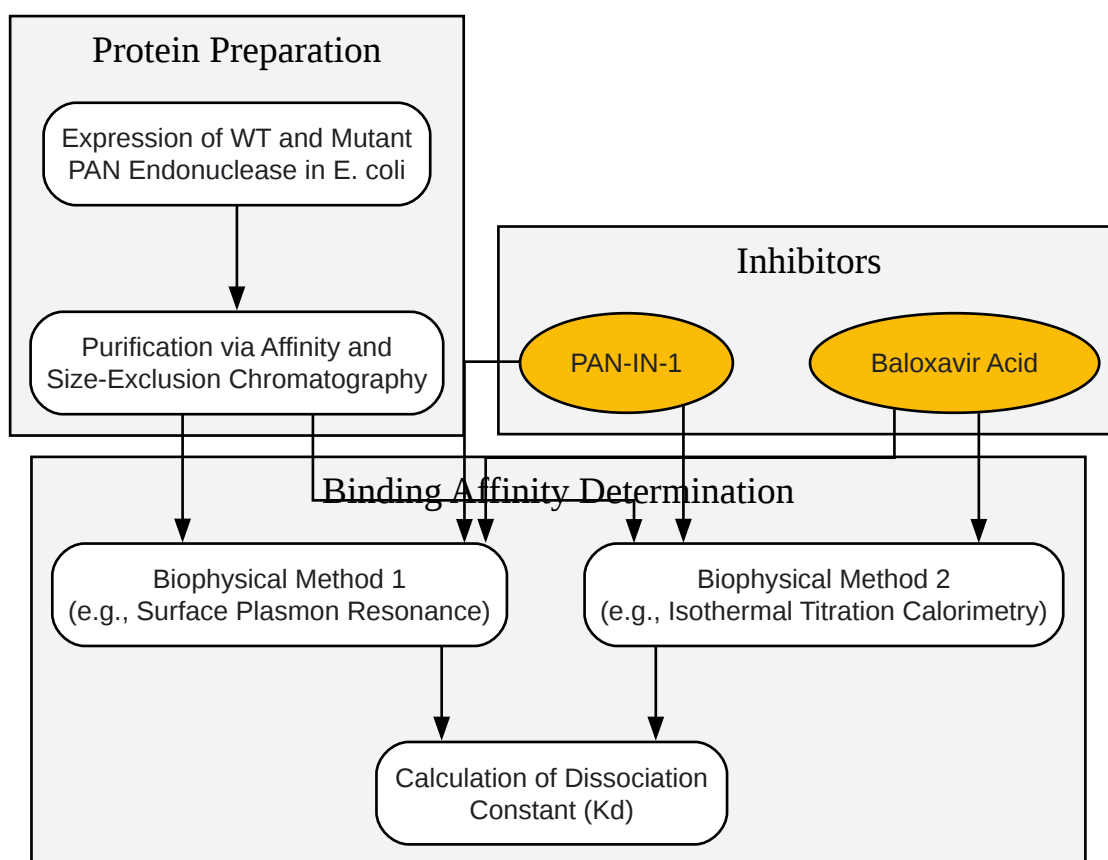 Protein Preparation
Expression of WT and Mutant
PAN Endonuclease in E. coli
Purification via Affinity and
Size-Exclusion Chromatography
Inhibitors
PAN-IN-1
Baloxavir Acid
Binding Affinity Determination
Biophysical Method 1
(e.g., Surface Plasmon Resonance)
Biophysical Method 2
(e.g., Isothermal Titration Calorimetry)
Calculation of Dissociation
Constant (Kd)